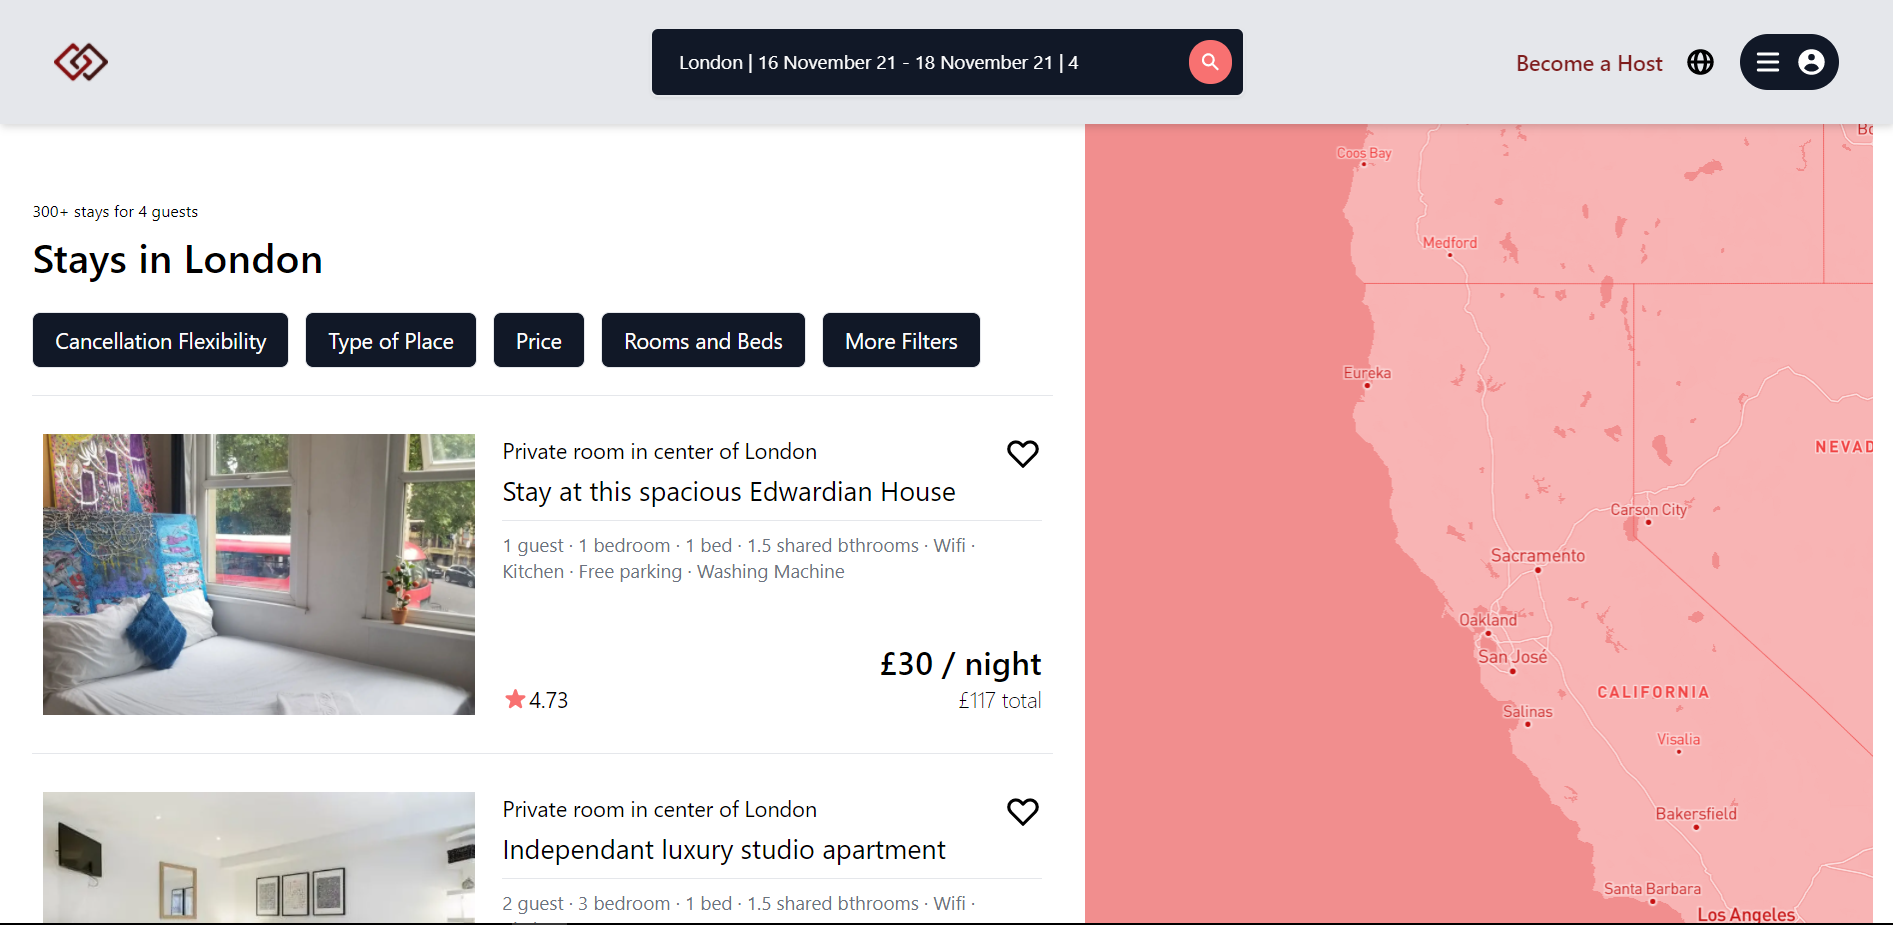 London | 16 November 21 - 18 November 21 | 4
Become a Host
300+ stays for 4 guests
Stays in London
Cancellation Flexibility
Type of Place
Price
Rooms and Beds
More Filters
Private room in center of London
Stay at this spacious Edwardian House
1 guest · 1 bedroom · 1 bed · 1.5 shared bthrooms · Wifi ·
Kitchen · Free parking · Washing Machine
£30 / night
4.73
£117 total
Private room in center of London
Independant luxury studio apartment
2 guest · 3 bedroom · 1 bed · 1.5 shared bthrooms · Wifi ·
Coos Bay
Medford
Eureka
Carson City
Sacramento
Oakland
San José
CALIFORNIA
Salinas
Visalia
Bakersfield
Santa Barbara
Los Angeles